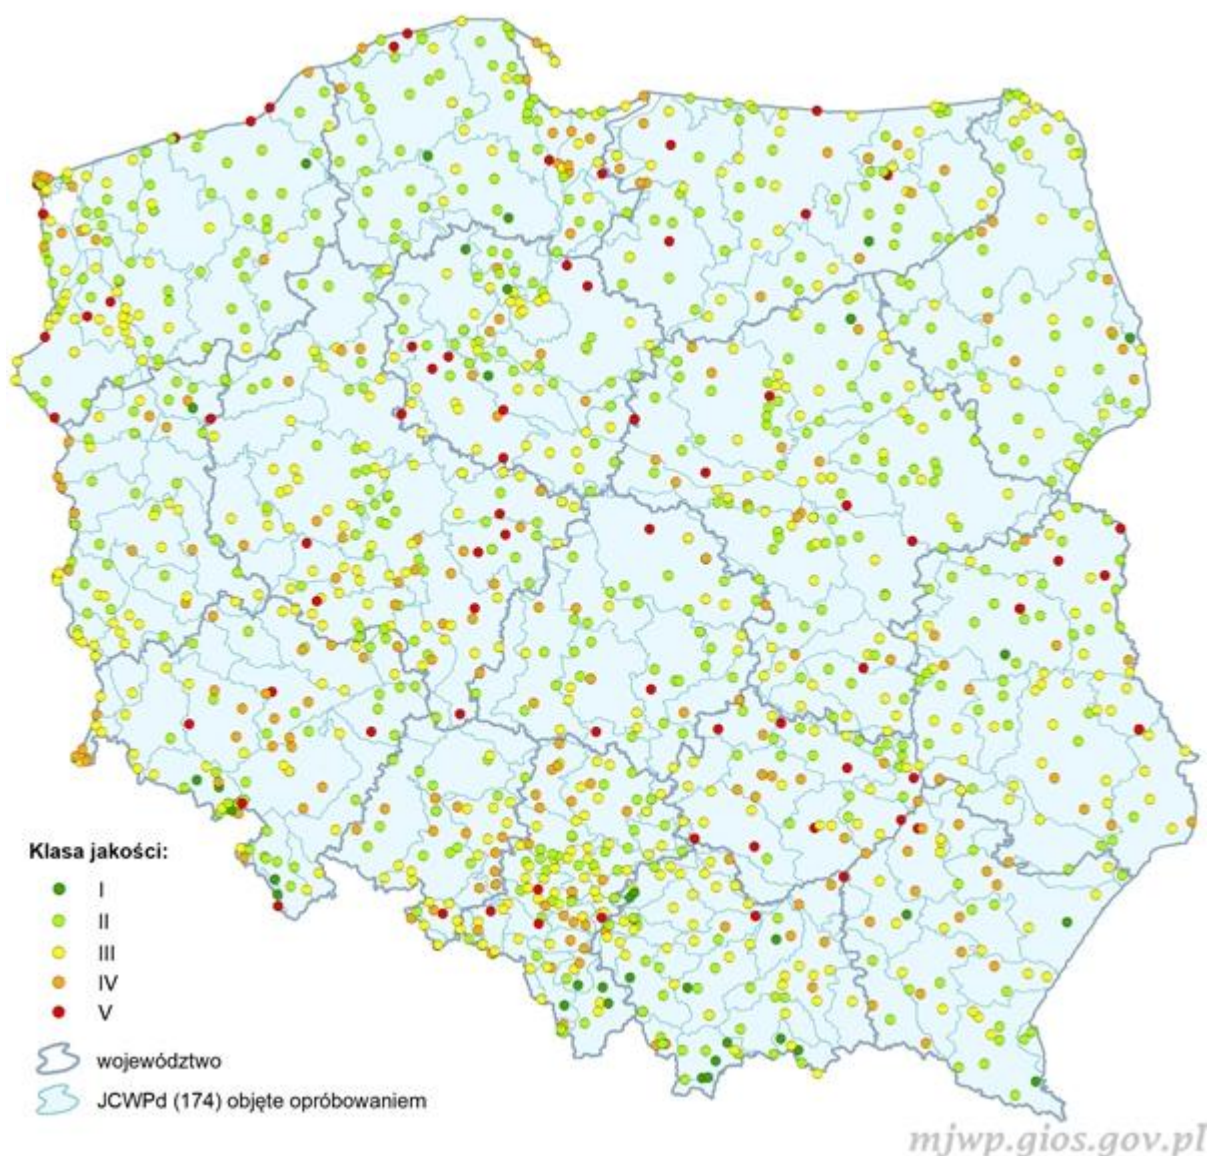 Klasa jakości:
I
II
III
IV
V
województwo
JCWPd (174) objęte opróbowaniem
mjwp.gios.gov.pl